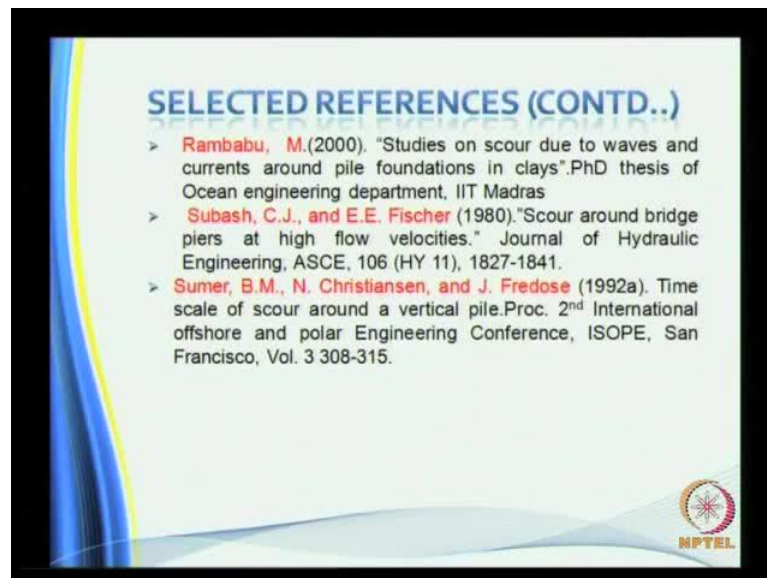 SELECTED REFERENCES (CONTD..)
➢ Rambabu, M.(2000). "Studies on scour due to waves and
currents around pile foundations in clays".PhD thesis of
Ocean engineering department, IIT Madras
➢ Subash, C.J., and E.E. Fischer (1980)."Scour around bridge
piers at high flow velocities." Journal of Hydraulic
Engineering, ASCE, 106 (HY 11), 1827-1841.
➢ Sumer, B.M., N. Christiansen, and J. Fredose (1992a). Time
scale of scour around a vertical pile.Proc. 2nd International
offshore and polar Engineering Conference, ISOPE, San
Francisco, Vol. 3 308-315.
NPTEL